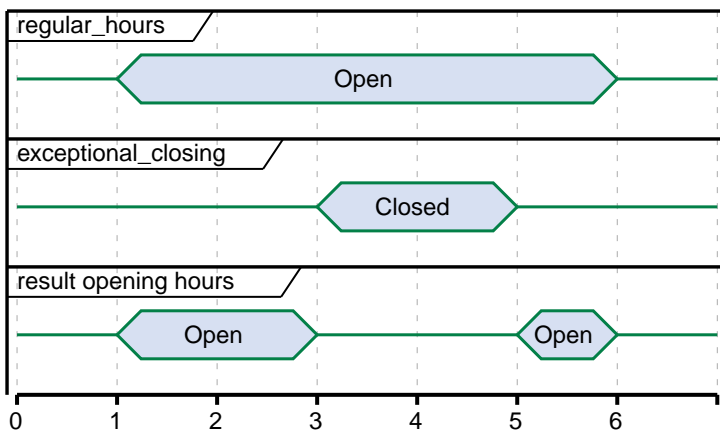 regular_hours
Open
exceptional_closing
Closed
result opening hours
Open Open
0 1 2 3 4 5 6